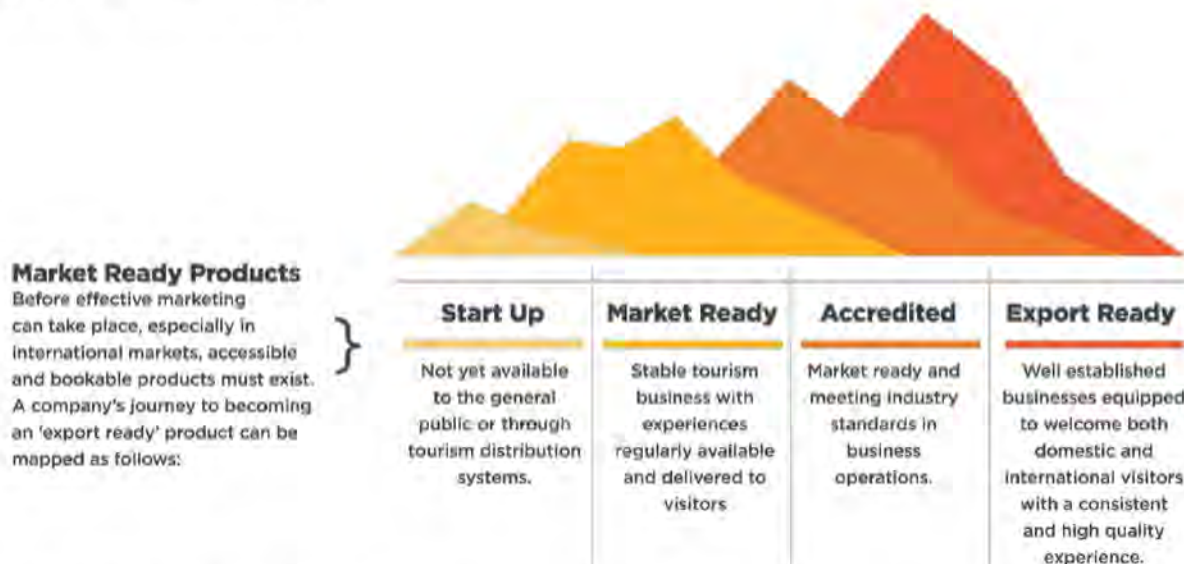 Market Ready Products
Before effective marketing
can take place, especially in
international markets, accessible
and bookable products must exist.
A company's journey to becoming
an 'export ready' product can be
mapped as follows:
}
Start Up
Not yet available
to the general
public or through
tourism distribution
systems.
Market Ready
Stable tourism
business with
experiences
regularly available
and delivered to
visitors
Accredited
Market ready and
meeting industry
standards in
business
operations.
Export Ready
Well established
businesses equipped
to welcome both
domestic and
international visitors
with a consistent
and high quality
experience.